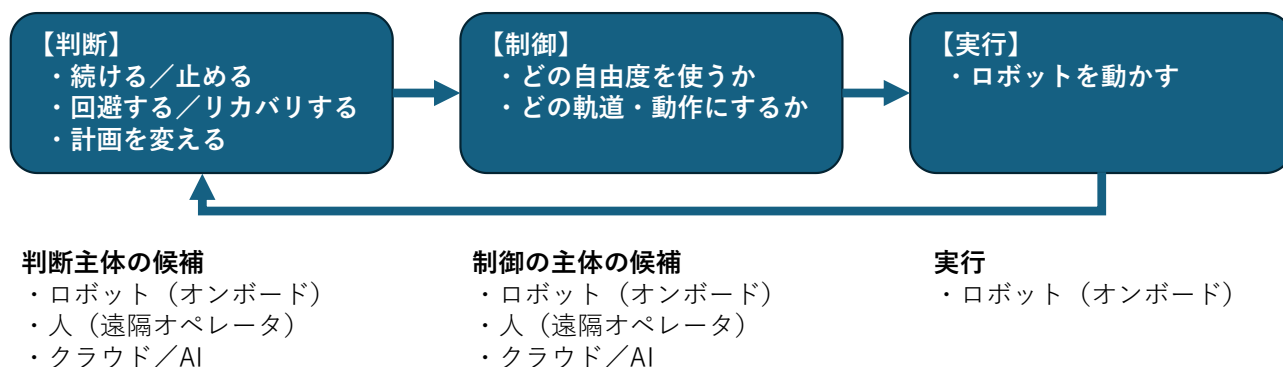 【判断】
・続ける／止める
・回避する／リカバリする
・計画を変える
【制御】
・どの自由度を使うか
・どの軌道・動作にするか
【実行】
・ロボットを動かす
判断主体の候補
・ロボット（オンボード）
・人（遠隔オペレータ）
・クラウド／AI
制御の主体の候補
・ロボット（オンボード）
・人（遠隔オペレータ）
・クラウド／AI
実行
・ロボット（オンボード）